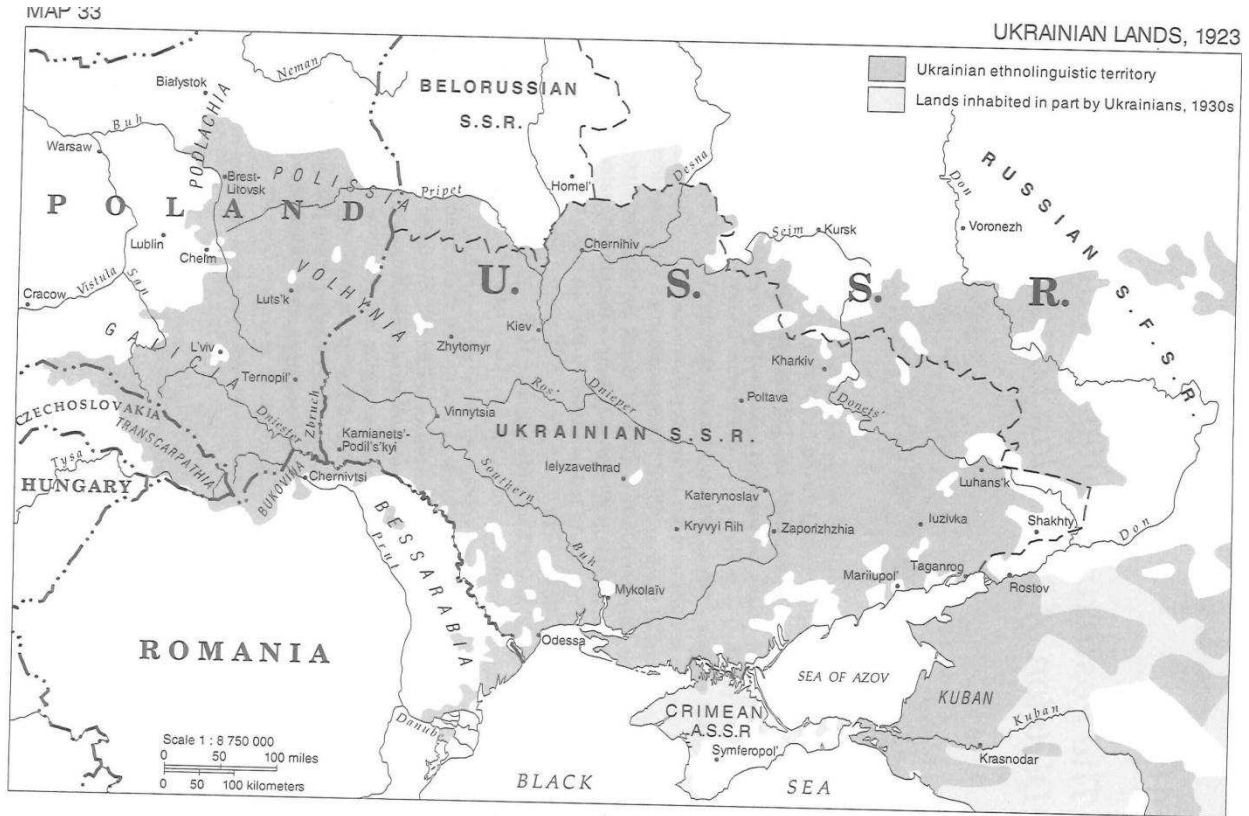 MAP 33
UKRAINIAN LANDS, 1923
Ukrainian ethnolinguistic territory
Lands inhabited in part by Ukrainians, 1930s
Neman
Białystok
BELORUSSIAN
S.S.R.
Buh
Warsaw
PODLACHIA
Desna
RUSSIAN S.F.S.R.
Don
Brest-
Litovsk
POLISSIA
Pripet
Homel'
POLAND
Voronezh
Lublin
Chelm
Chernihiv
Seim
Kursk
VOLHYNIA
U. S. S. R.
Vistula
San
Cracow
Luts'k
Kiev
GALICIA
L'viv
Zhytomyr
Kharkiv
Ternopil'
Ros'
Dnieper
Poltava
Donets'
CZECHOSLOVAKIA
Dniester
Zbruch
Vinnytsia
UKRAINIAN S.S.R.
TRANSCARPATHIA
Kamianets'-
Podil's'kyi
Tysa
HUNGARY
BUKOVINA
Chernivtsi
Southern
Ielyzavethrad
Luhans'k
Katerynoslav
BESSARABIA
Prut
Kryvyi Rih
Zaporizhzhia
Iuzivka
Shakhty
Don
Buh
Mariiupol'
Taganrog
Rostov
Mykolaïv
ROMANIA
Odessa
SEA OF AZOV
KUBAN
Danube
CRIMEAN
A.S.S.R
Kuban
Scale 1 : 8 750 000
0 50 100 miles
0 50 100 kilometers
Symferopol'
Krasnodar
BLACK SEA